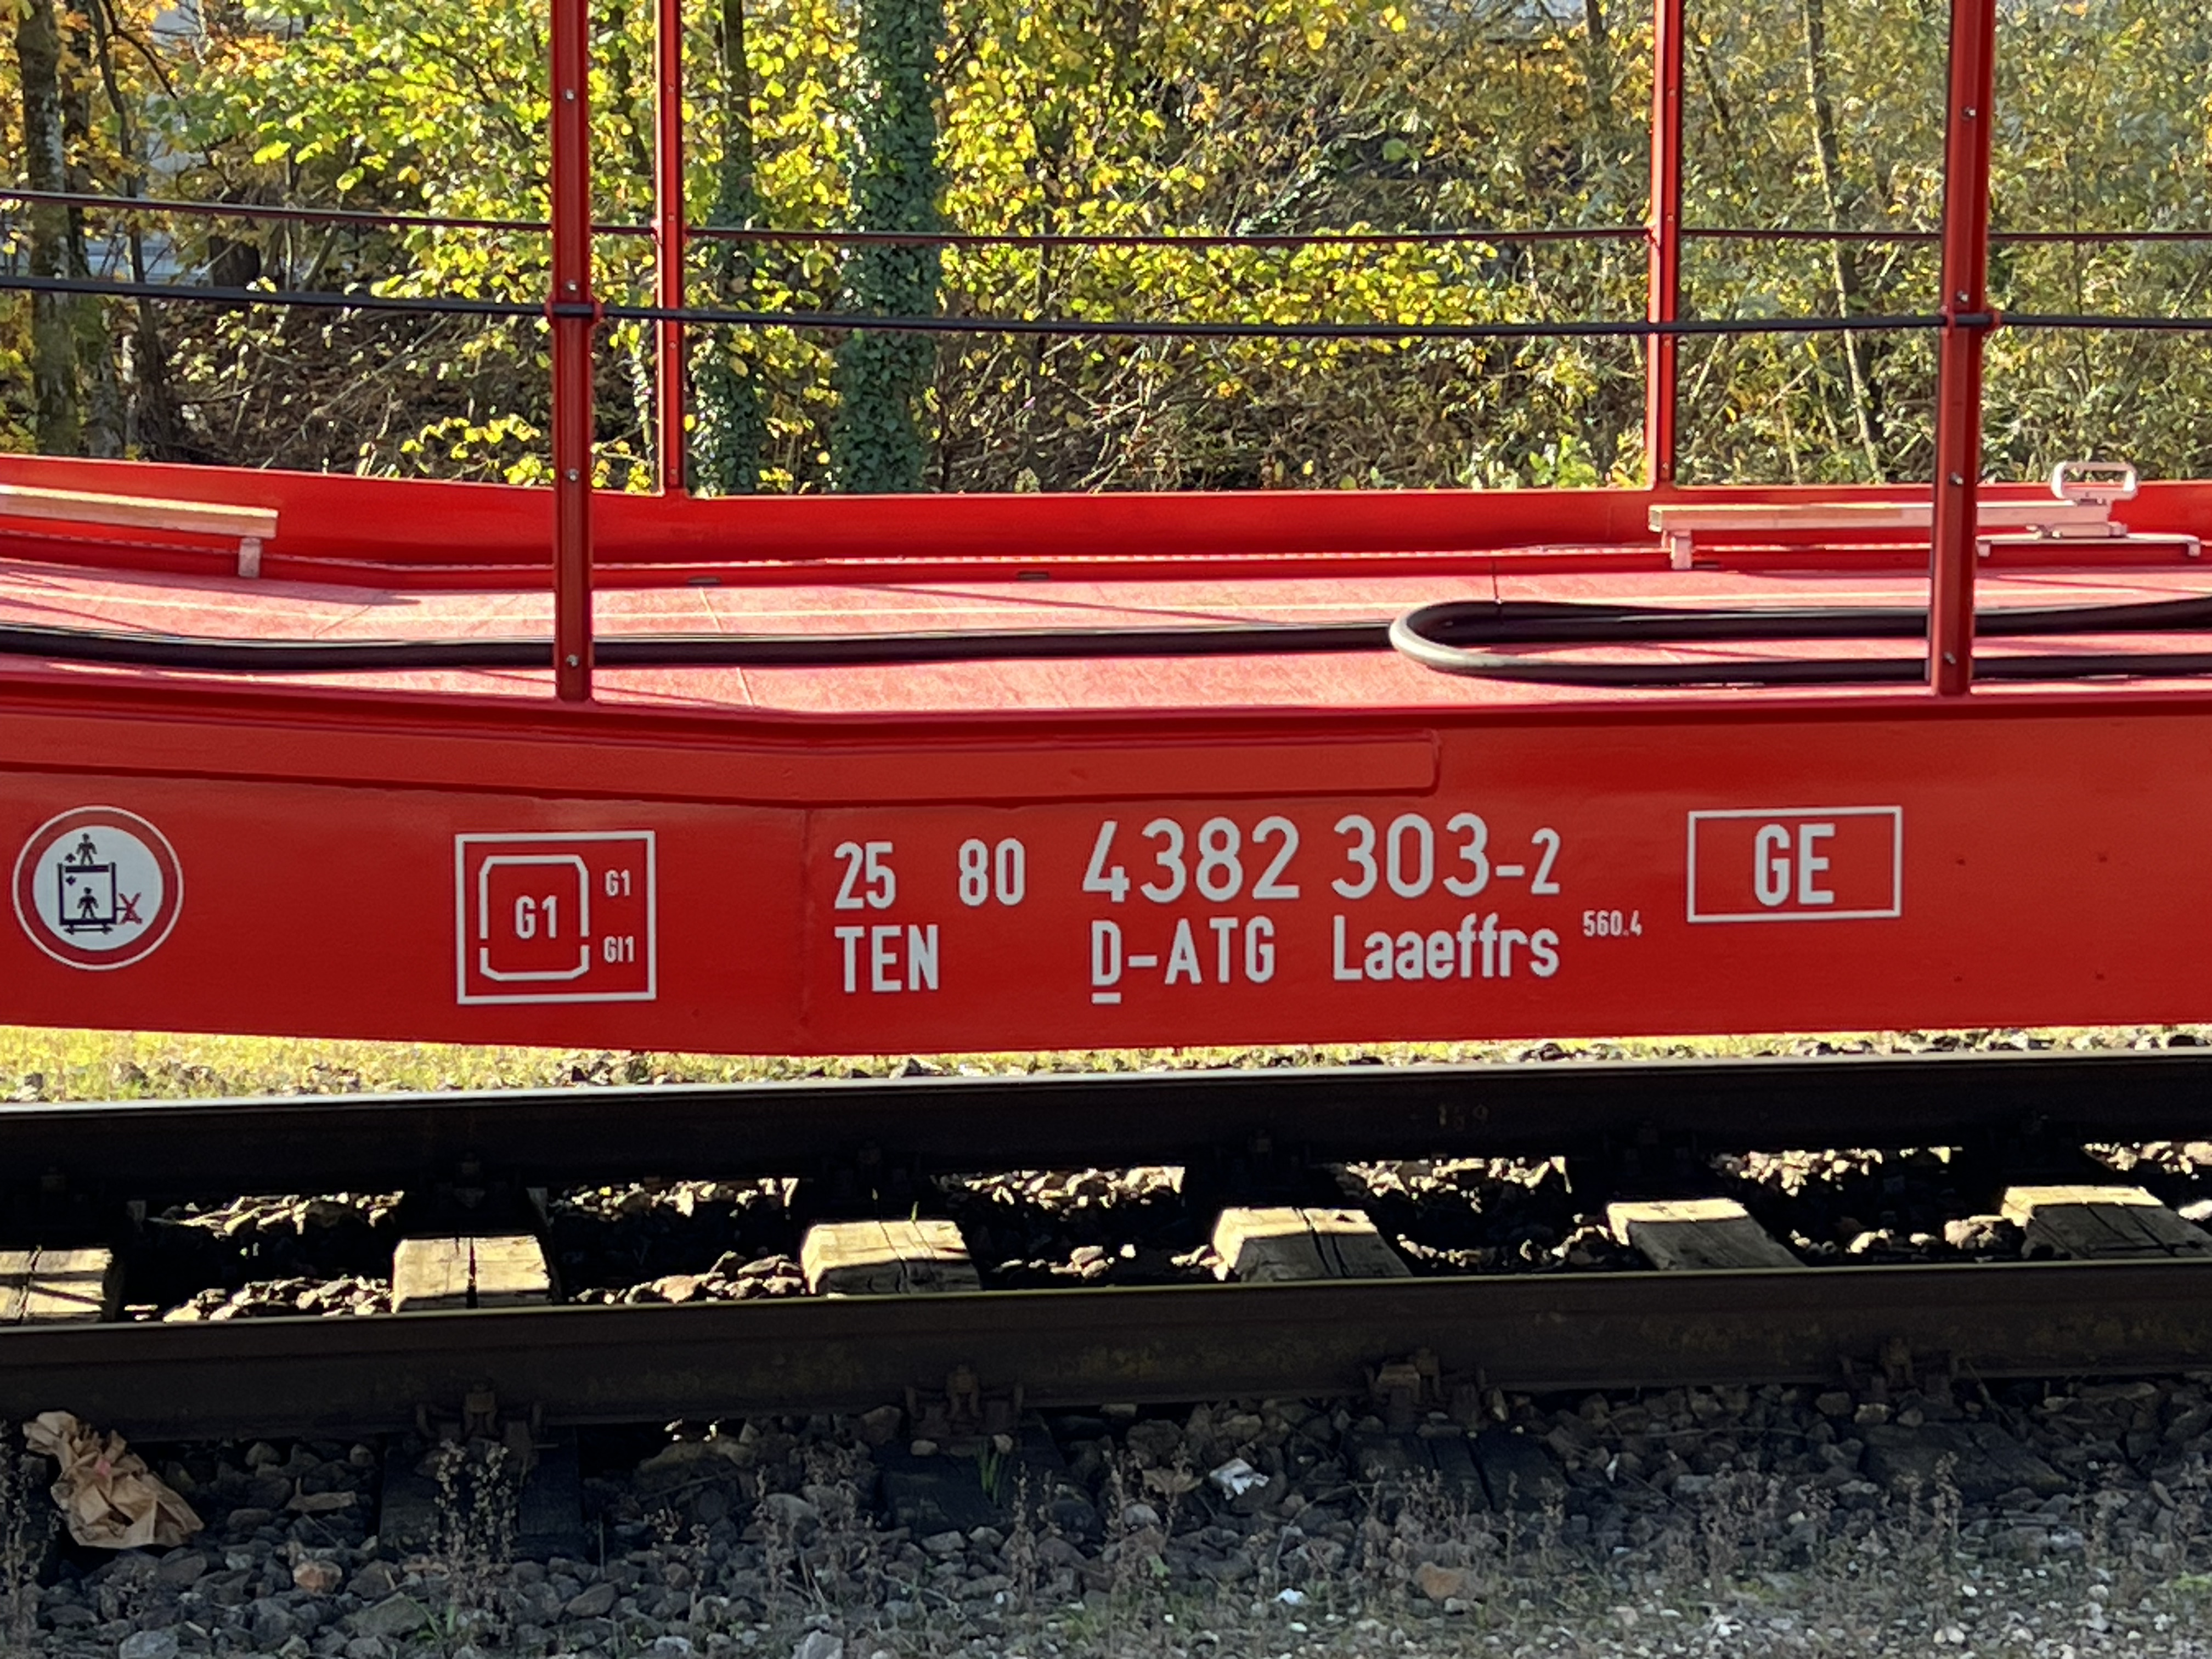 G1
G1
GI1
25 80 4382 303-2
TEN D-ATG Laaeffrs 560.4
GE